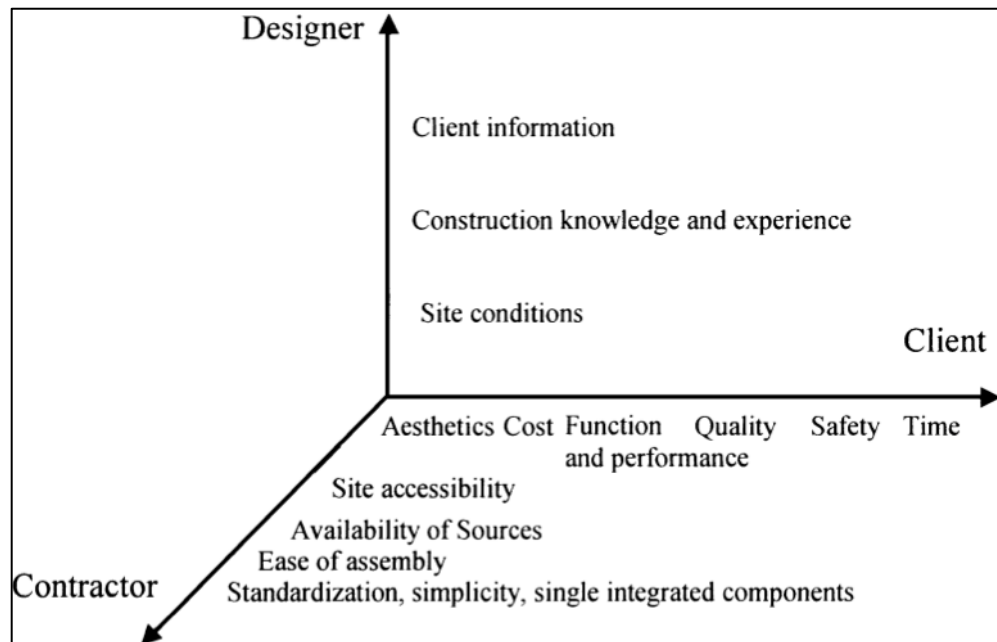 Designer
Client information
Construction knowledge and experience
Site conditions
Client
Aesthetics Cost Function Quality Safety Time
and performance
Site accessibility
Availability of Sources
Ease of assembly
Contractor
Standardization, simplicity, single integrated components